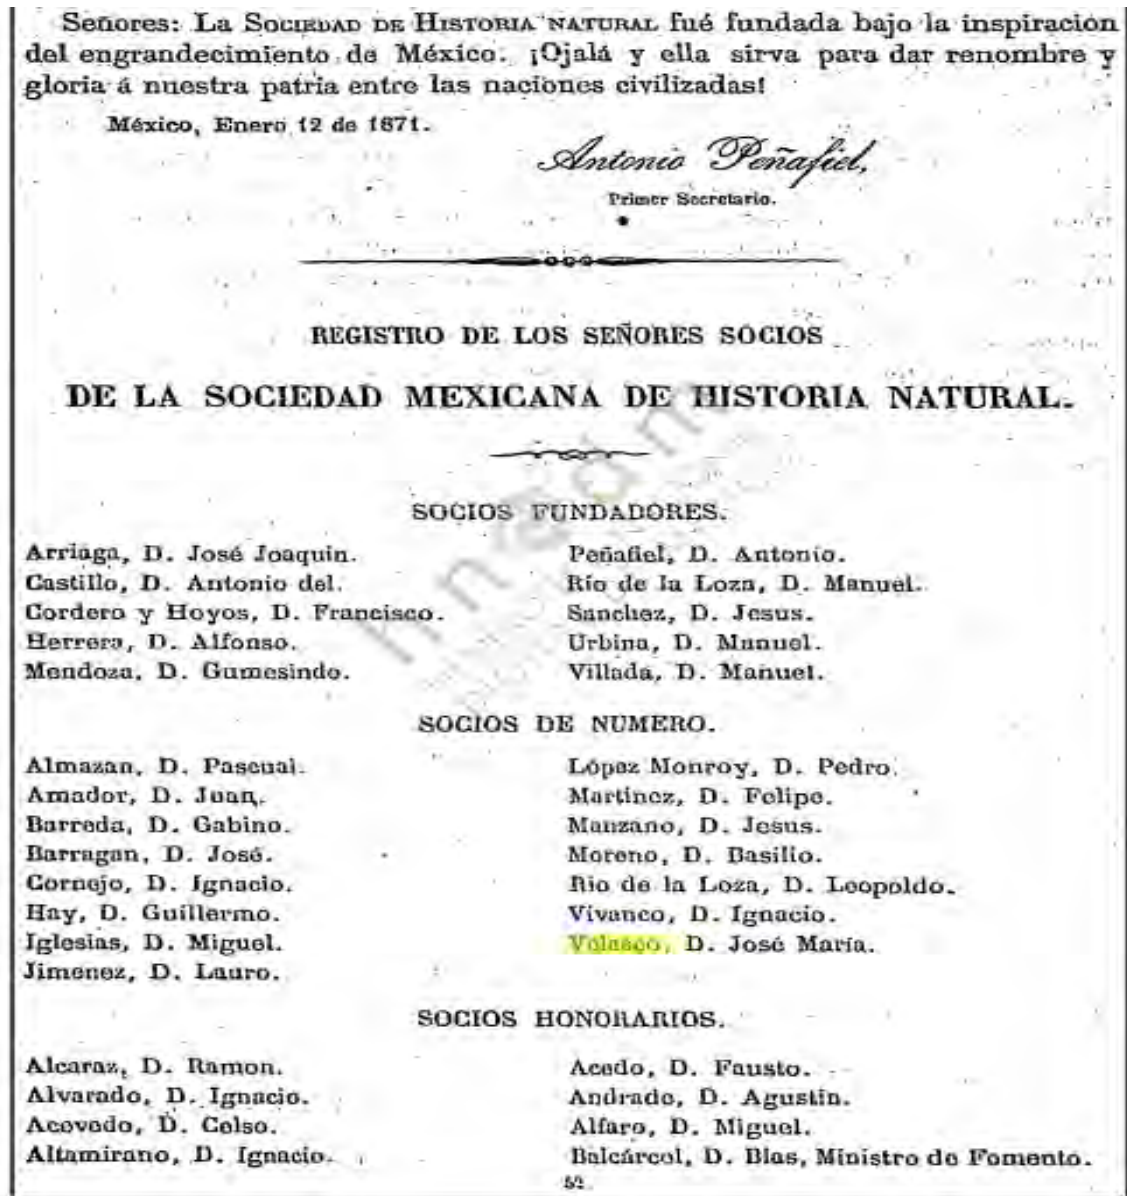 Señores: La Sociedad de Historia natural fué fundada bajo la inspiracion
del engrandecimiento de México. ¡Ojalá y ella sirva para dar renombre y
gloria á nuestra patria entre las naciones civilizadas!
México, Enero 12 de 1871.
Antonio Peñafiel,
Primer Secretario.
REGISTRO DE LOS SEÑORES SOCIOS
DE LA SOCIEDAD MEXICANA DE HISTORIA NATURAL.
SOCIOS FUNDADORES.
Arriaga, D. José Joaquin.
Castillo, D. Antonio del.
Cordero y Hoyos, D. Francisco.
Herrera, D. Alfonso.
Mendoza, D. Gumesindo.
Peñafiel, D. Antonio.
Rio de la Loza, D. Manuel.
Sanchez, D. Jesus.
Urbina, D. Manuel.
Villada, D. Manuel.
SOCIOS DE NUMERO.
Almazan, D. Pascual.
Amador, D. Juan.
Barreda, D. Gabino.
Barragan, D. José.
Cornejo, D. Ignacio.
Hay, D. Guillermo.
Iglesias, D. Miguel.
Jimenez, D. Lauro.
López Monroy, D. Pedro.
Martinez, D. Felipe.
Manzano, D. Jesus.
Moreno, D. Basilio.
Rio de la Loza, D. Leopoldo.
Vivanco, D. Ignacio.
Velasco, D. José María.
SOCIOS HONORARIOS.
Alcaraz, D. Ramon.
Alvarado, D. Ignacio.
Acevedo, D. Celso.
Altamirano, D. Ignacio.
Acedo, D. Fausto.
Andrade, D. Agustin.
Alfaro, D. Miguel.
Balcárcel, D. Blas, Ministro de Fomento.
52
hn@dm